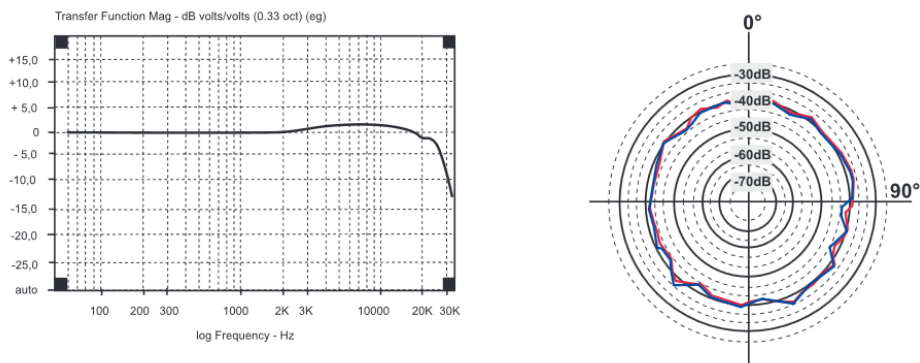 Transfer Function Mag - dB volts/volts (0.33 oct) (eg)
+15,0
+10,0
+ 5,0
0
-5,0
-10,0
-15,0
-20,0
-25,0
auto
100 200 300 1000 2K 3K 10000 20K 30K
log Frequency - Hz
0°
-30dB
-40dB
-50dB
-60dB
-70dB
90°